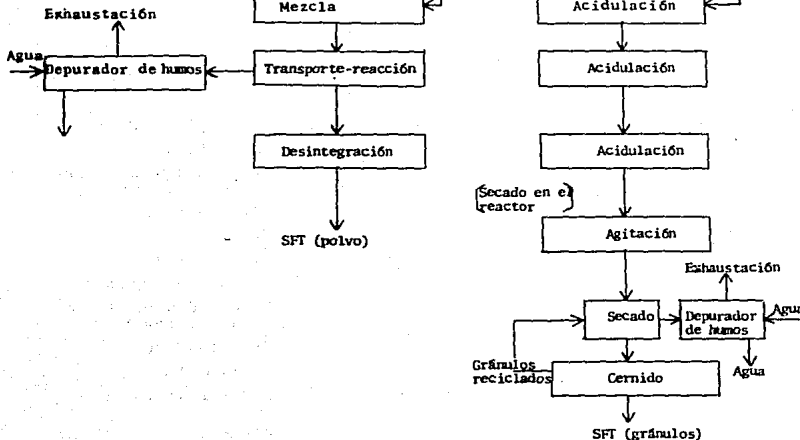 Exhaustación
Mezcla
Agua
Depurador de humos
Transporte-reacción
Desintegración
SFT (polvo)
Acidulación
Acidulación
Acidulación
(Secado en el
reactor)
Agitación
Exhaustación
Secado
Depurador
de humos
Agua
Gránulos
reciclados
Cernido
Agua
SFT (gránulos)